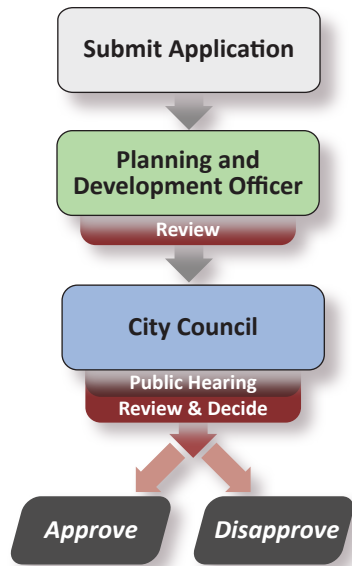 Submit Application
Planning and
Development Officer
Review
City Council
Public Hearing
Review & Decide
Approve
Disapprove